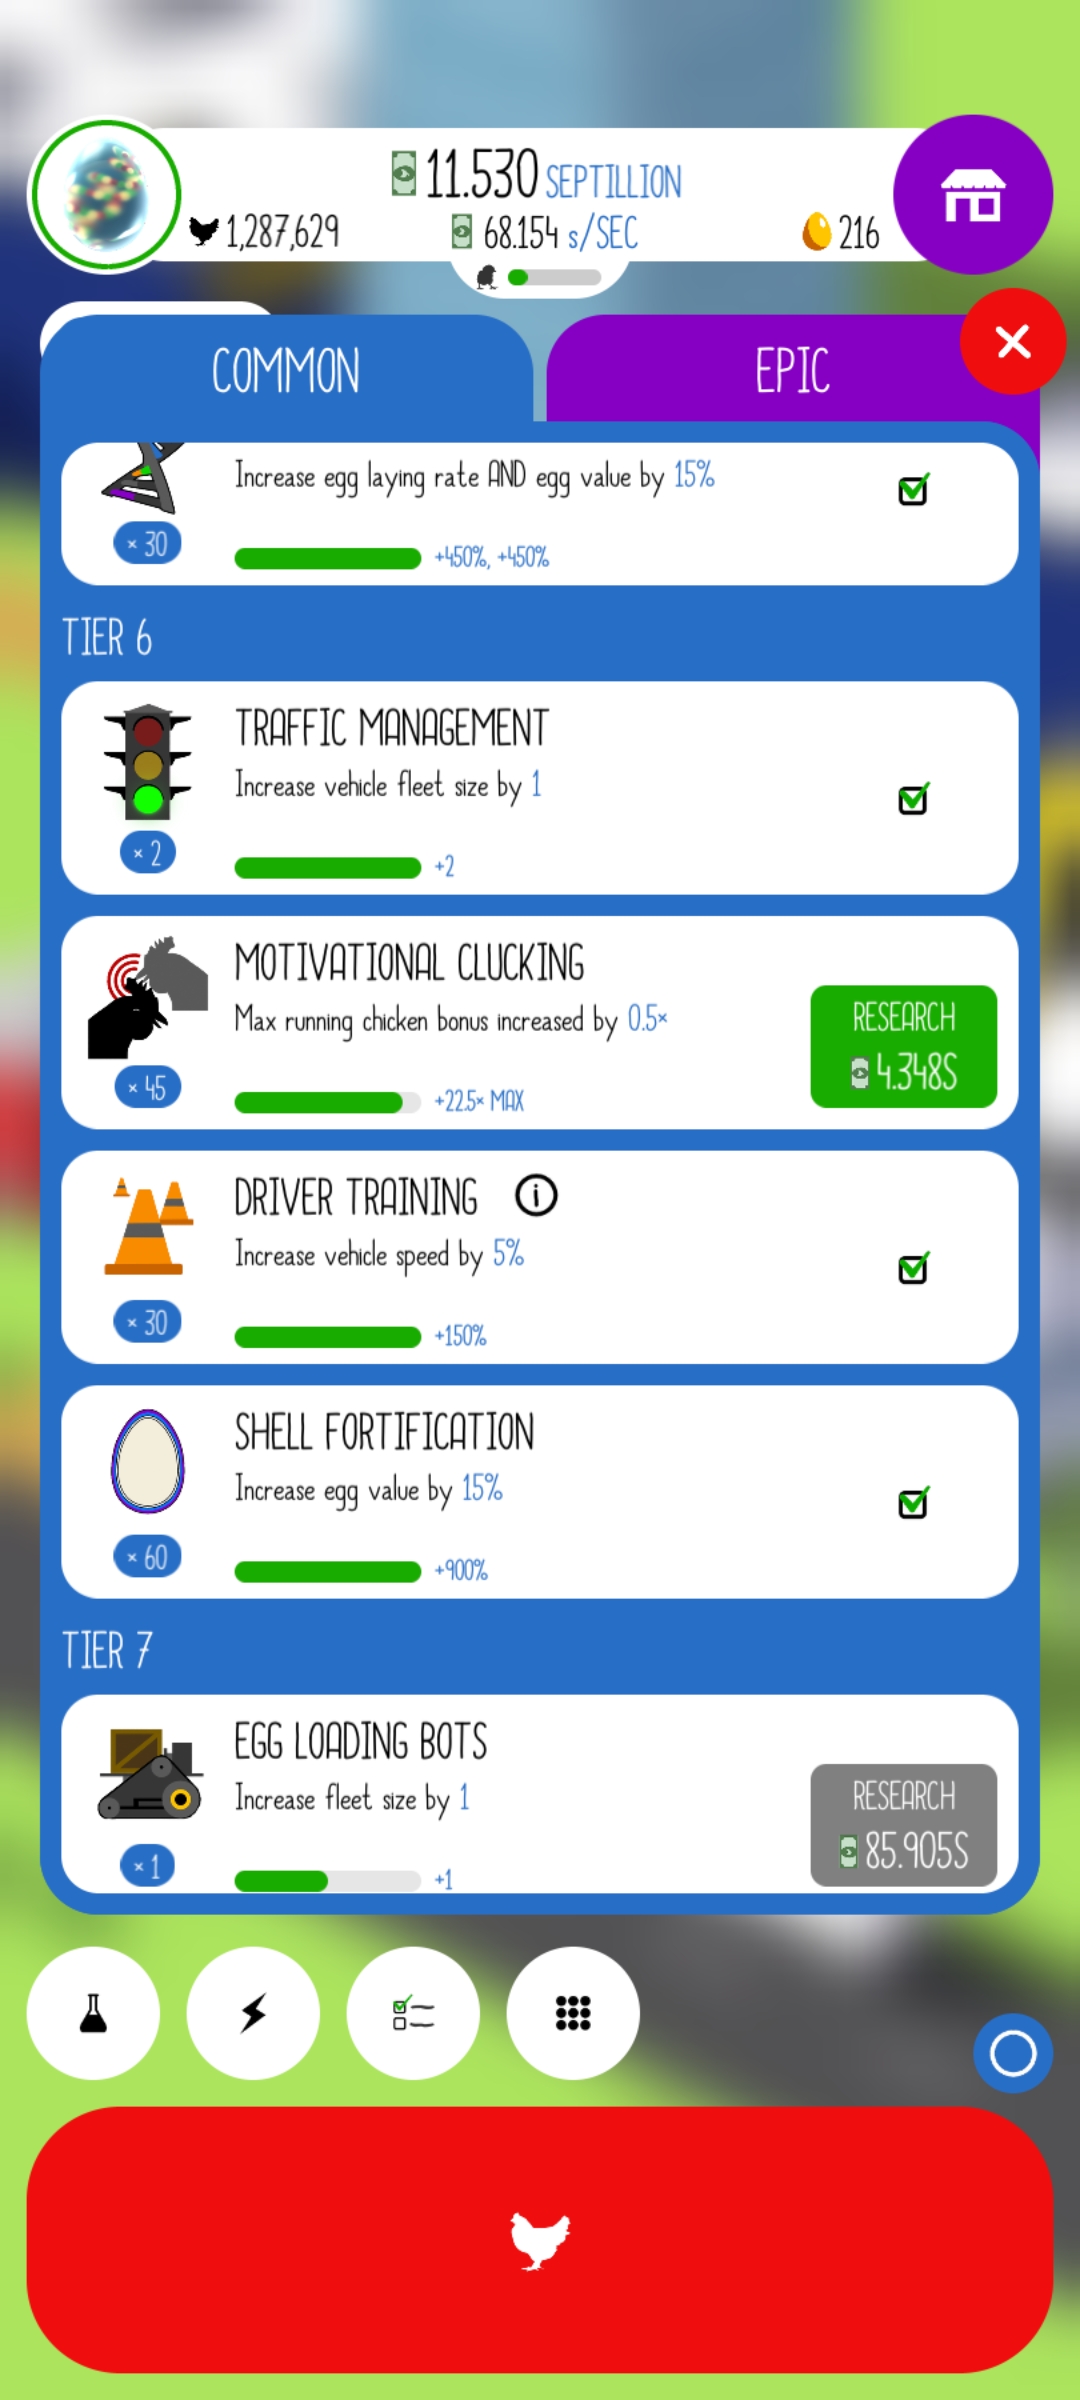 11.530 SEPTILLION
1,287,629
68.154 s/SEC
216
COMMON
EPIC
Increase egg laying rate AND egg value by 15%
× 30
+450%, +450%
TIER 6
TRAFFIC MANAGEMENT
Increase vehicle fleet size by 1
× 2
+2
MOTIVATIONAL CLUCKING
Max running chicken bonus increased by 0.5×
RESEARCH
4.348S
× 45
+22.5× MAX
DRIVER TRAINING
Increase vehicle speed by 5%
× 30
+150%
SHELL FORTIFICATION
Increase egg value by 15%
× 60
+900%
TIER 7
EGG LOADING BOTS
Increase fleet size by 1
RESEARCH
85.905S
× 1
+1